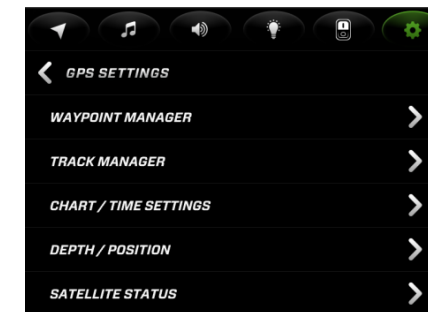 GPS SETTINGS
WAYPOINT MANAGER
TRACK MANAGER
CHART / TIME SETTINGS
DEPTH / POSITION
SATELLITE STATUS